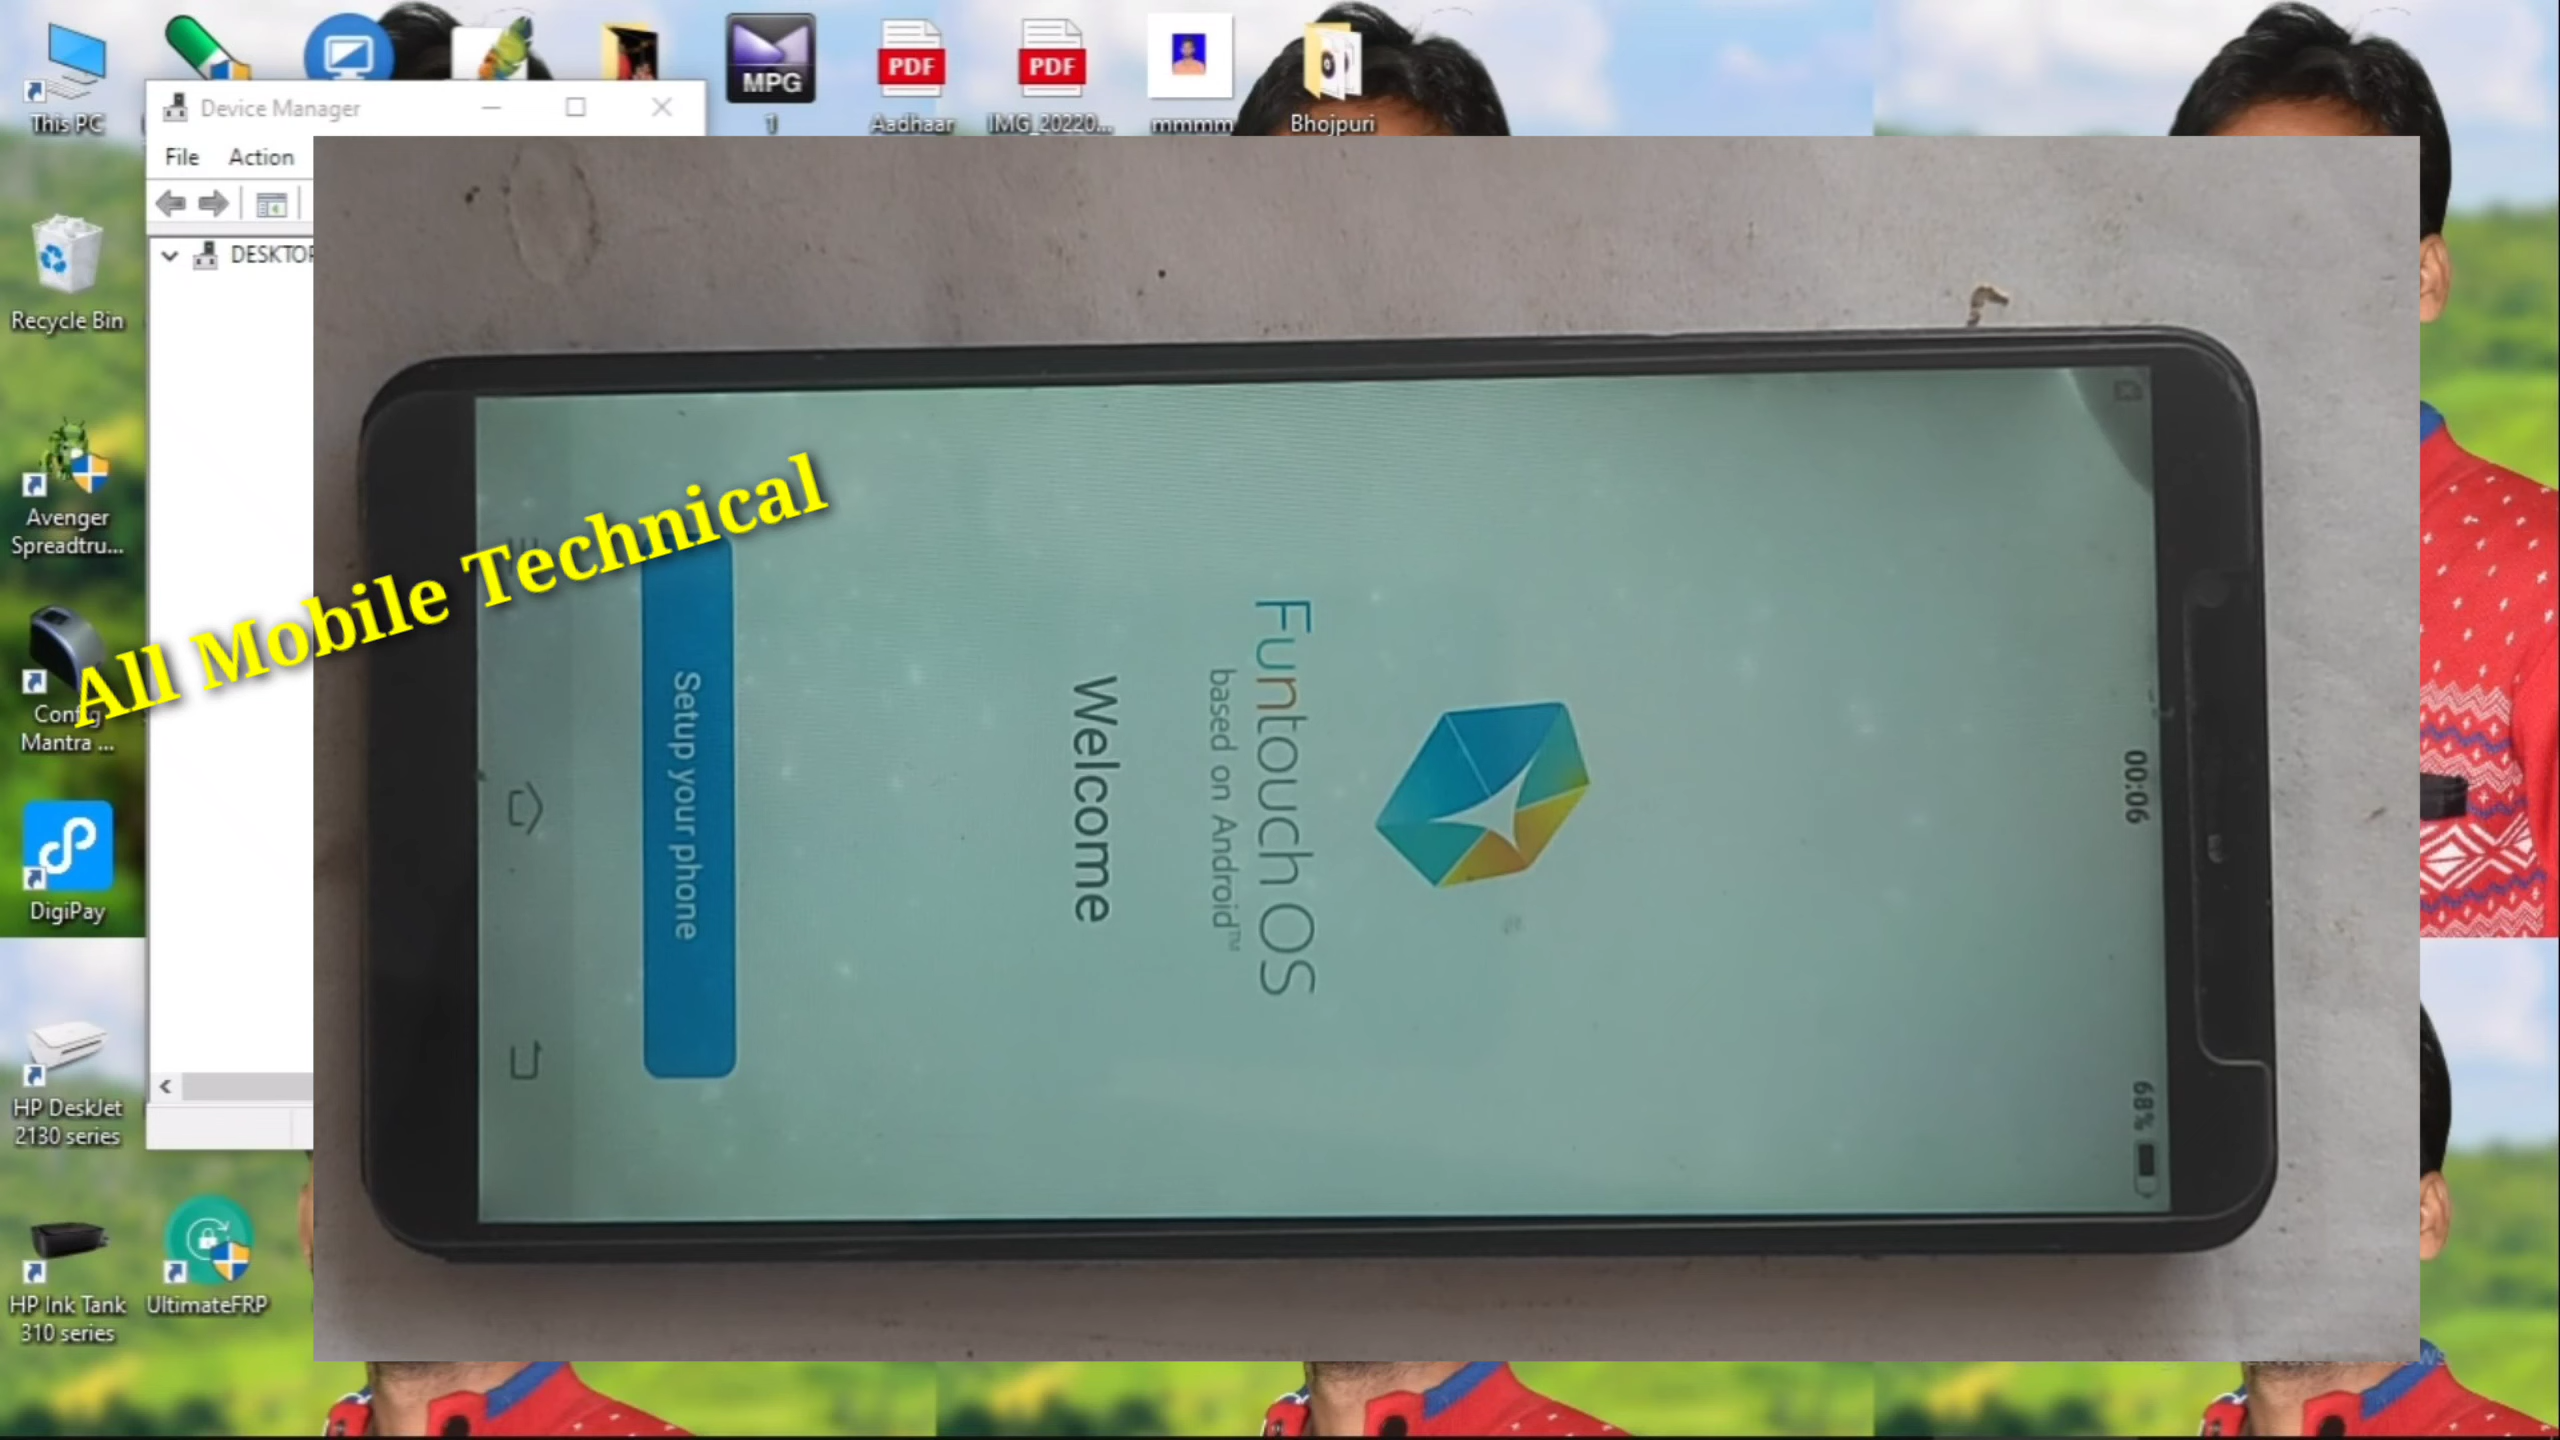 This PC
MPG
1
PDF
Aadhaar
PDF
IMG_20220...
mmmm
Bhojpuri
Device Manager
File Action
DESKTOP
Recycle Bin
Avenger
Spreadtru...
Config
Mantra ...
DigiPay
HP DeskJet
2130 series
HP Ink Tank
310 series
UltimateFRP
All Mobile Technical
00:06
68%
Funtouch OS
based on Android™
Welcome
Setup your phone